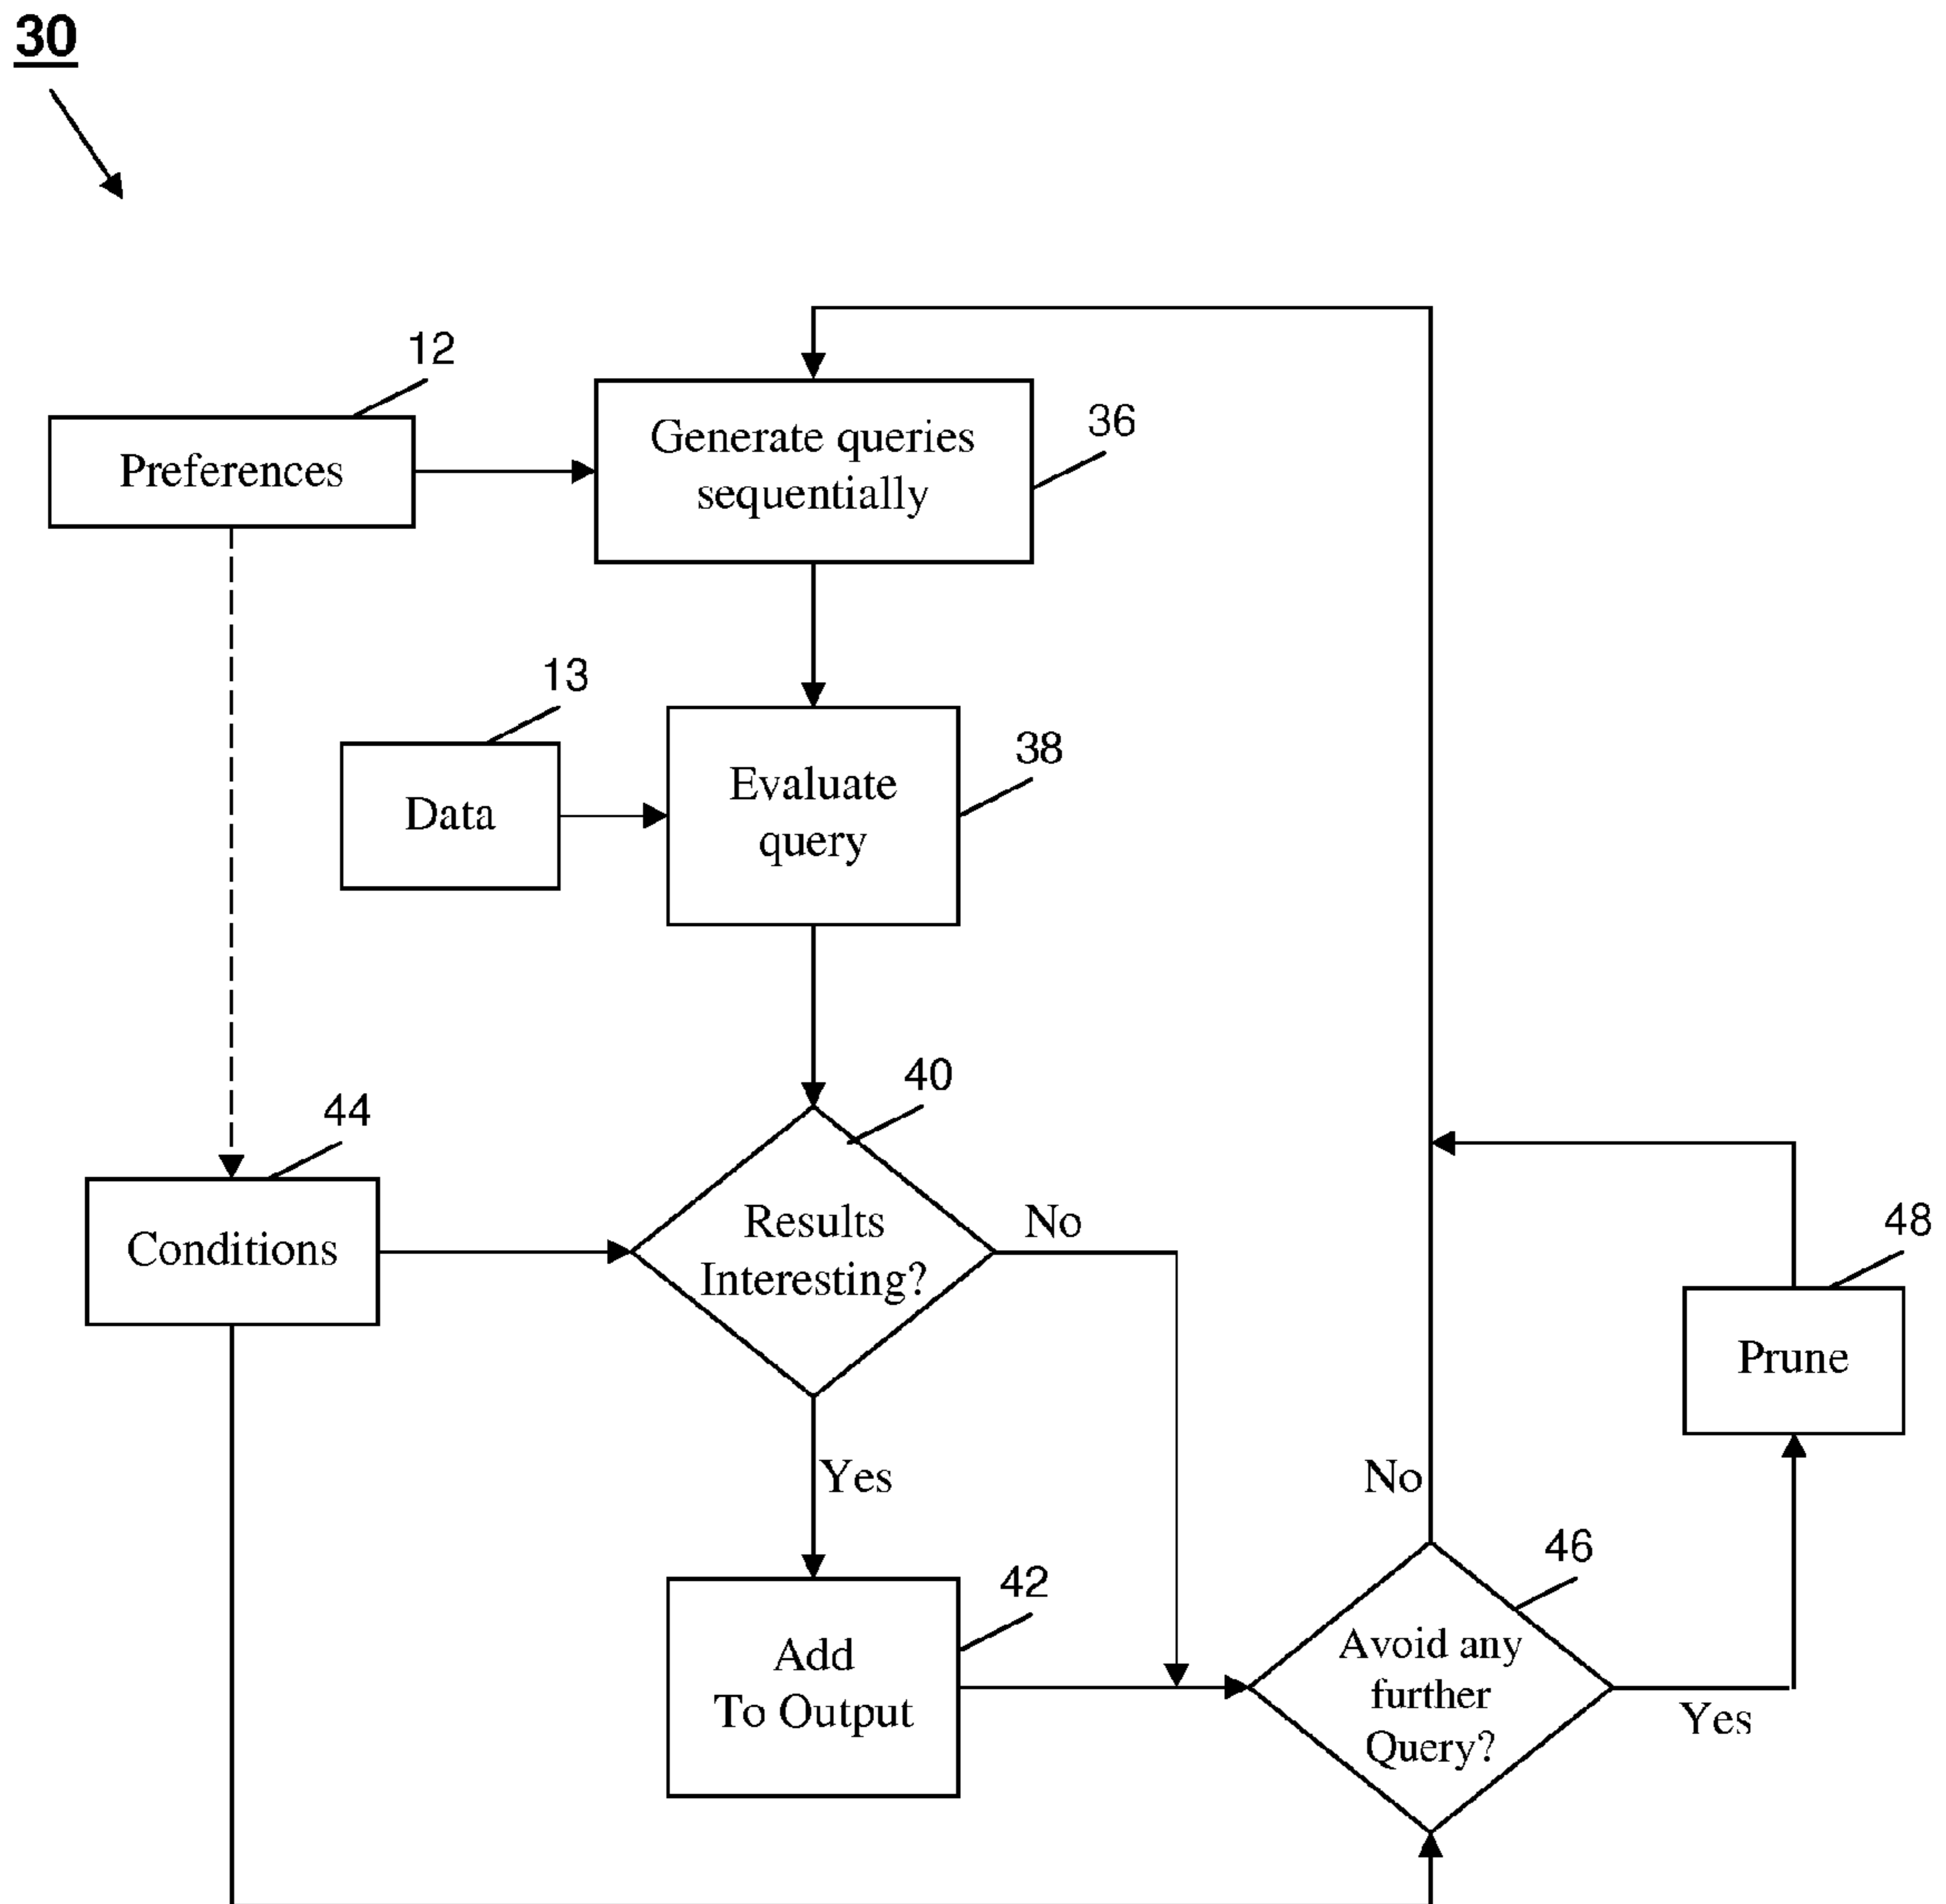 30
12
Preferences
Generate queries
sequentially
36
13
Data
Evaluate
query
38
40
44
Conditions
Results
Interesting?
No
48
Prune
Yes
No
46
42
Add
To Output
Avoid any
further
Query?
Yes